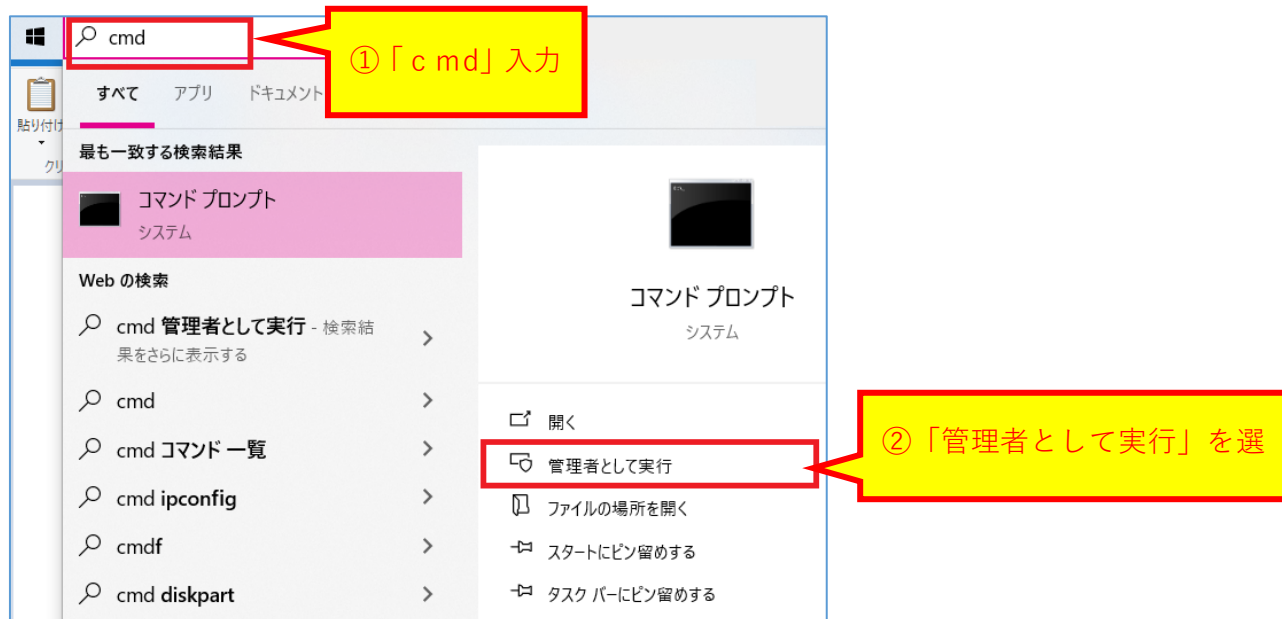 cmd
①「ｃｍｄ」入力
すべて アプリ ドキュメント
貼り付け
クリ
最も一致する検索結果
コマンド プロンプト
システム
Web の検索
cmd 管理者として実行 - 検索結
果をさらに表示する
cmd
cmd コマンド 一覧
cmd ipconfig
cmdf
cmd diskpart
コマンド プロンプト
システム
開く
管理者として実行
ファイルの場所を開く
スタートにピン留めする
タスク バーにピン留めする
②「管理者として実行」を選